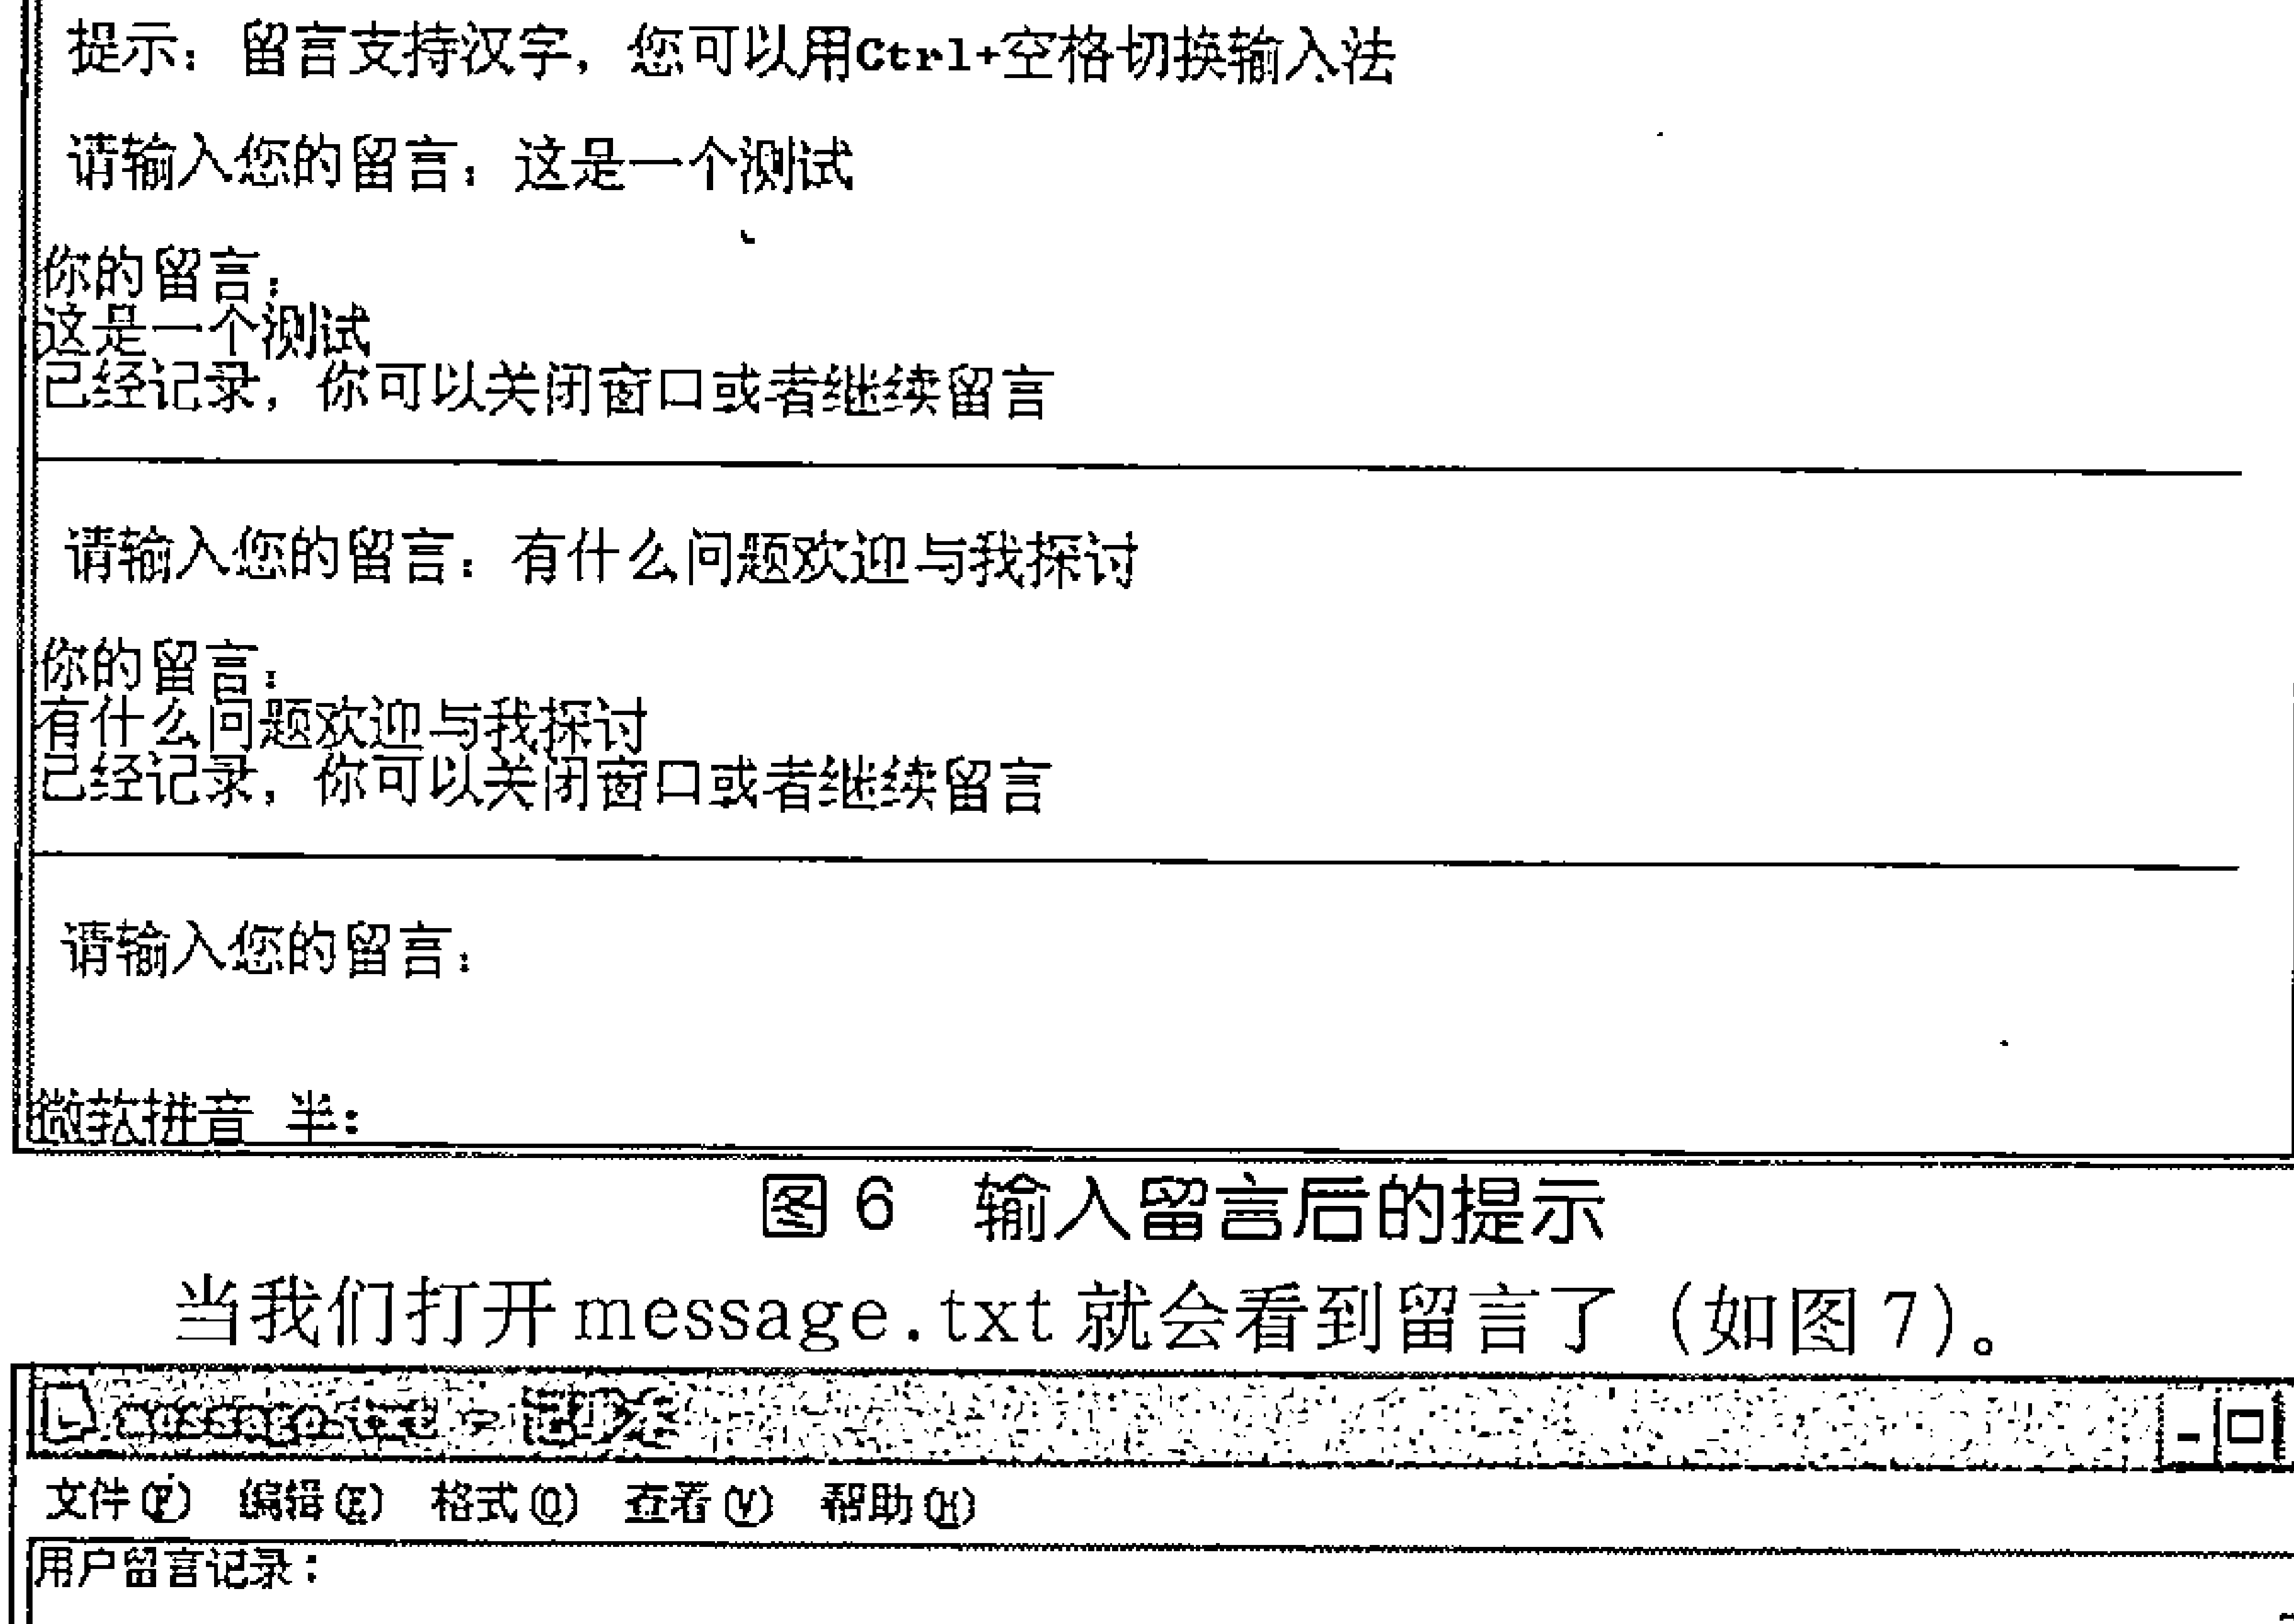 提示：留言支持汉字，您可以用Ctrl+空格切换输入法
请输入您的留言：这是一个测试
你的留言：
这是一个测试
已经记录，你可以关闭窗口或者继续留言
请输入您的留言：有什么问题欢迎与我探讨
你的留言：
有什么问题欢迎与我探讨
已经记录，你可以关闭窗口或者继续留言
请输入您的留言：
微软拼音 半：
图 6 输入留言后的提示
当我们打开message.txt就会看到留言了（如图 7）。
message.txt - 记事本
文件(F) 编辑(E) 格式(O) 查看(V) 帮助(H)
用户留言记录：